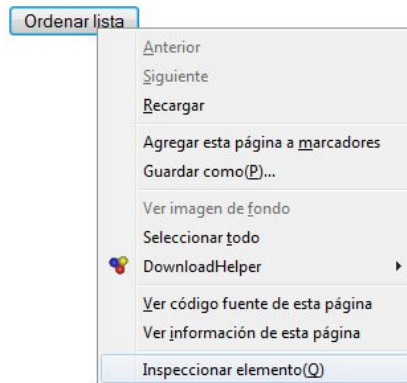 Ordenar lista
Anterior
Siguiente
Recargar
Agregar esta página a marcadores
Guardar como(P)...
Ver imagen de fondo
Seleccionar todo
DownloadHelper
Ver código fuente de esta página
Ver información de esta página
Inspeccionar elemento(Q)